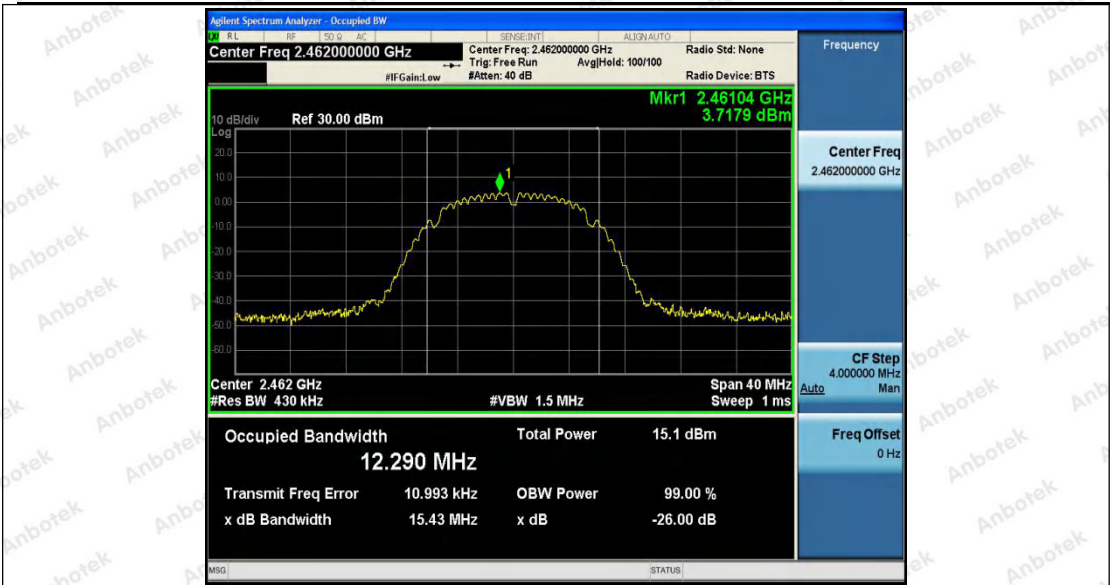 Agilent Spectrum Analyzer - Occupied BW
RL RF 50 Ω AC SENSE:INT ALIGN AUTO
Center Freq 2.462000000 GHz
Center Freq: 2.462000000 GHz Radio Std: None
Trig: Free Run Avg|Hold: 100/100
#IFGain:Low #Atten: 40 dB Radio Device: BTS
Mkr1 2.46104 GHz
3.7179 dBm
10 dB/div Ref 30.00 dBm
Log
20.0
10.0
0.00
-10.0
-20.0
-30.0
-40.0
-50.0
-60.0
1
Center 2.462 GHz Span 40 MHz
#Res BW 430 kHz #VBW 1.5 MHz Sweep 1 ms
Occupied Bandwidth Total Power 15.1 dBm
12.290 MHz
Transmit Freq Error 10.993 kHz OBW Power 99.00 %
x dB Bandwidth 15.43 MHz x dB -26.00 dB
MSG STATUS
Frequency
Center Freq
2.462000000 GHz
CF Step
4.000000 MHz
Auto Man
Freq Offset
0 Hz
Anbotek